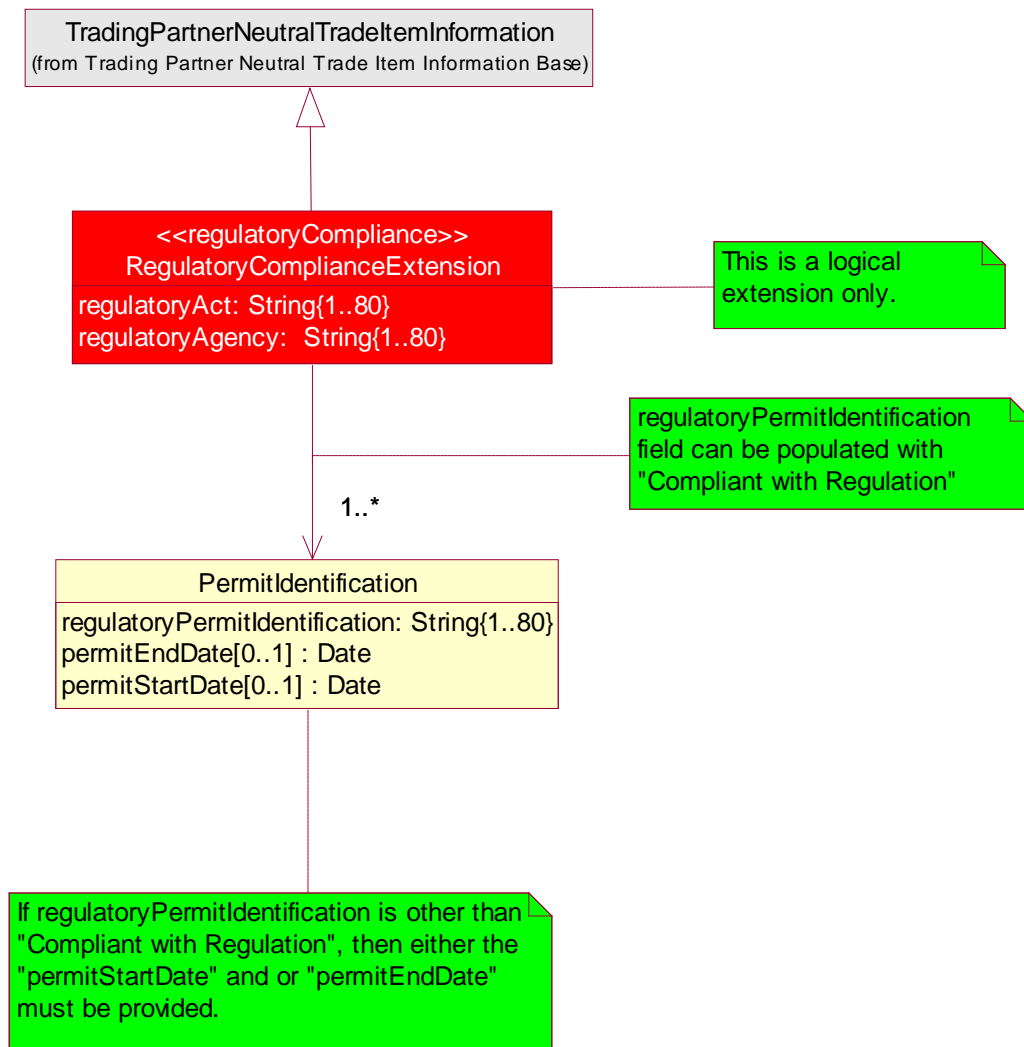 TradingPartnerNeutralTradeItemInformation
(from Trading Partner Neutral Trade Item Information Base)
<<regulatoryCompliance>>
RegulatoryComplianceExtension
regulatoryAct: String{1..80}
regulatoryAgency:  String{1..80}
This is a logical
extension only.
regulatoryPermitIdentification
field can be populated with
"Compliant with Regulation"
1..*
PermitIdentification
regulatoryPermitIdentification: String{1..80}
permitEndDate[0..1] : Date
permitStartDate[0..1] : Date
If regulatoryPermitIdentification is other than
"Compliant with Regulation", then either the
"permitStartDate" and or "permitEndDate"
must be provided.